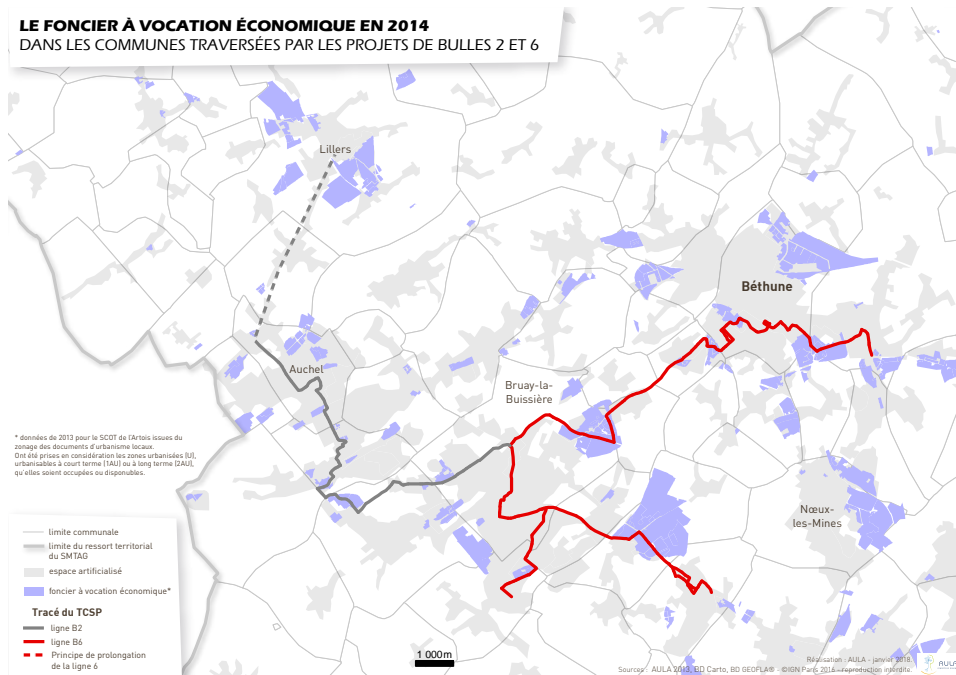 LE FONCIER À VOCATION ÉCONOMIQUE EN 2014
DANS LES COMMUNES TRAVERSÉES PAR LES PROJETS DE BULLES 2 ET 6
Lillers
Béthune
Auchel
Bruay-la-
Buissière
Nœux-
les-Mines
* données de 2013 pour le SCOT de l'Artois issues du
zonage des documents d'urbanisme locaux.
Ont été prises en considération les zones urbanisées (U),
urbanisables à court terme (1AU) ou à long terme (2AU),
qu'elles soient occupées ou disponibles.
limite communale
limite du ressort territorial
du SMTAG
espace artificialisé
foncier à vocation économique*
Tracé du TCSP
ligne B2
ligne B6
Principe de prolongation
de la ligne 6
1 000m
Réalisation : AULA - janvier 2018.
Sources : AULA 2013, BD Carto, BD GEOFLA® - ©IGN Paris 2016 - reproduction interdite.
AULA